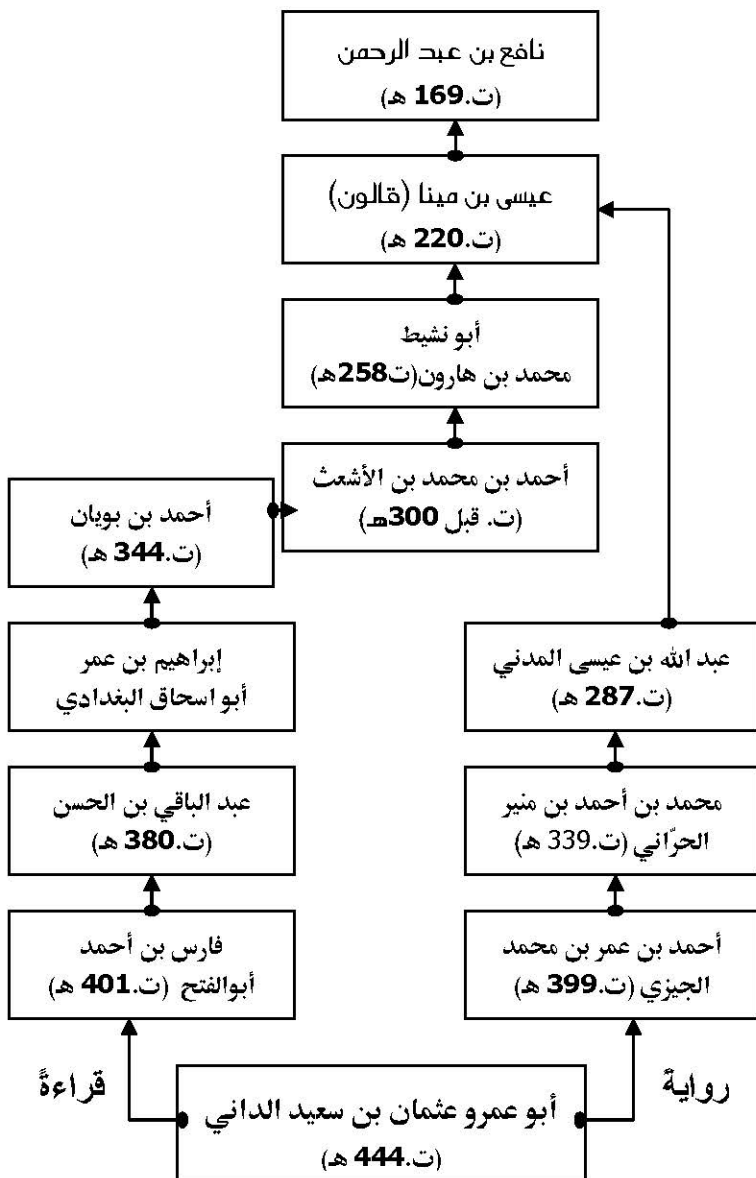 نافع بن عبد الرحمن
(ت.169 هـ)
عيسى بن مينا (قالون)
(ت.220 هـ)
أبو نشيط
محمد بن هارون(ت258هـ)
أحمد بن محمد بن الأشعث
(ت. قبل 300هـ)
أحمد بن بويان
(ت.344 هـ)
عبد الله بن عيسى المدني
(ت.287 هـ)
إبراهيم بن عمر
أبو اسحاق البغدادي
محمد بن أحمد بن منير
الحرّاني (ت.339 هـ)
عبد الباقي بن الحسن
(ت.380 هـ)
أحمد بن عمر بن محمد
الجيزي (ت.399 هـ)
فارس بن أحمد
أبوالفتح (ت.401 هـ)
رواية
قراءةً
أبو عمرو عثمان بن سعيد الداني
(ت.444 هـ)